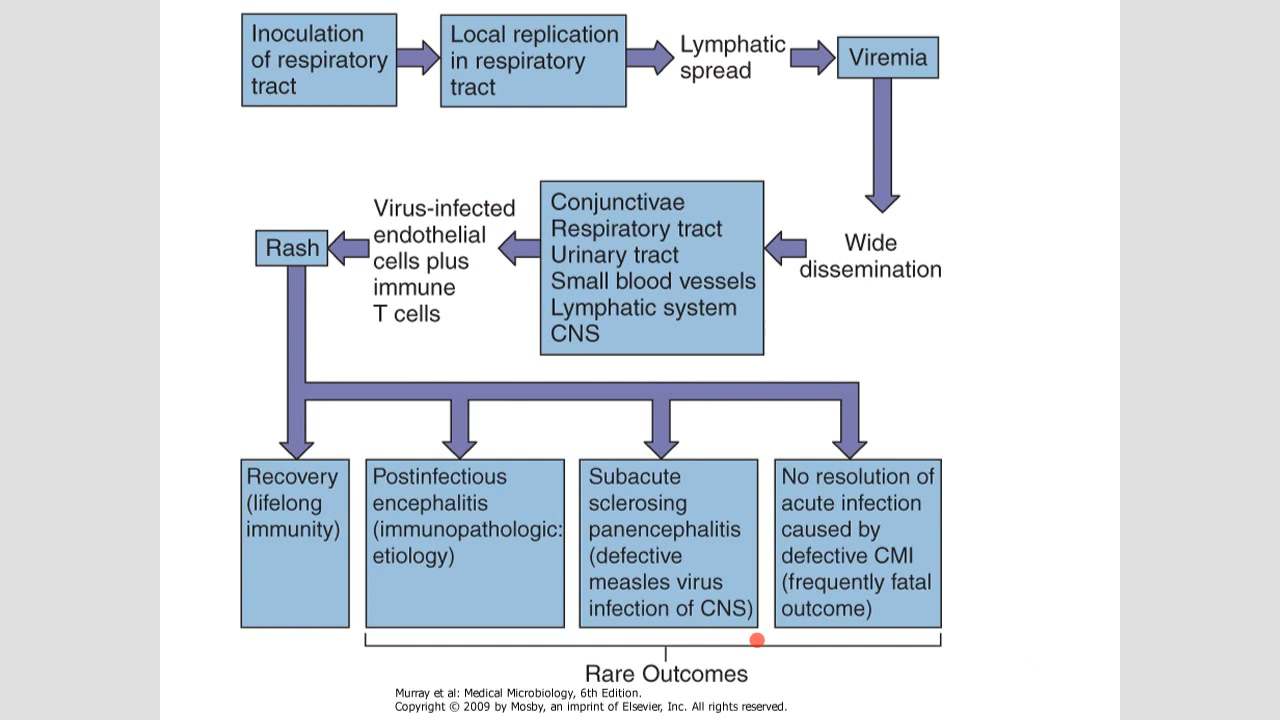 Inoculation
of respiratory
tract
Local replication
in respiratory
tract
Lymphatic
spread
Viremia
Wide
dissemination
Conjunctivae
Respiratory tract
Urinary tract
Small blood vessels
Lymphatic system
CNS
Virus-infected
endothelial
cells plus
immune
T cells
Rash
Recovery
(lifelong
immunity)
Postinfectious
encephalitis
(immunopathologic:
etiology)
Subacute
sclerosing
panencephalitis
(defective
measles virus
infection of CNS)
No resolution of
acute infection
caused by
defective CMI
(frequently fatal
outcome)
Rare Outcomes
Murray et al: Medical Microbiology, 6th Edition.
Copyright © 2009 by Mosby, an imprint of Elsevier, Inc. All rights reserved.